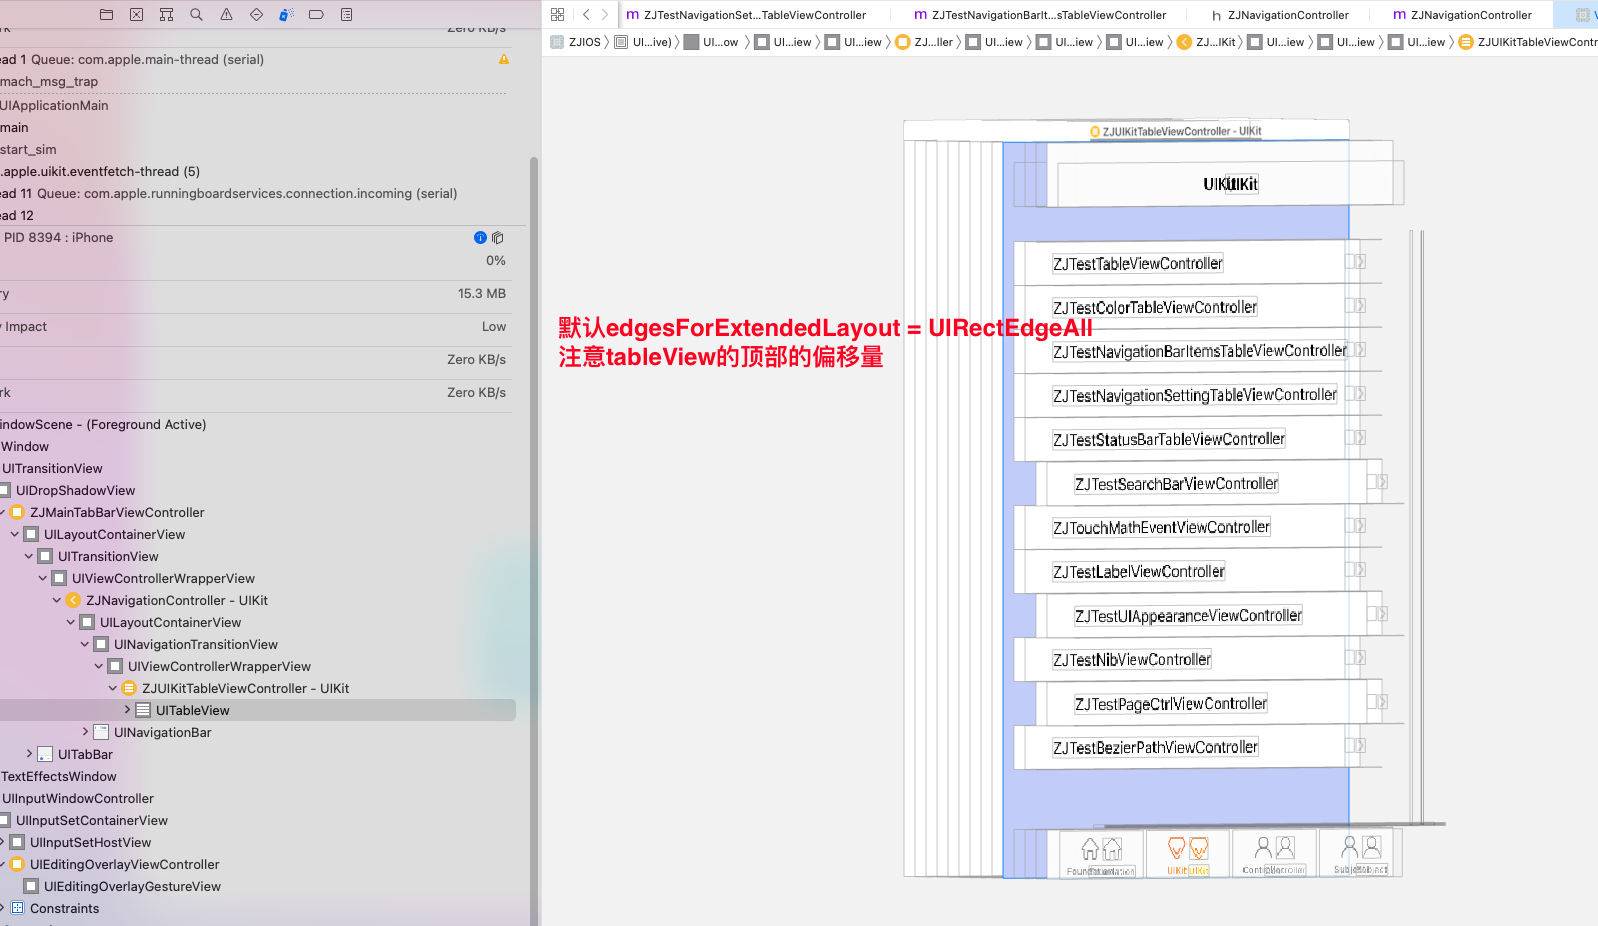 ZJTestNavigationSet...TableViewController
ZJTestNavigationBarIt...sTableViewController
ZJNavigationController
ZJNavigationController
ZJIOS
UI...ive)
UI...ow
UI...iew
UI...iew
ZJ...ller
UI...iew
UI...iew
UI...iew
ZJ...lKit
UI...iew
UI...iew
UI...iew
ZJUIKitTableViewContr
rk
Zero KB/s
ead 1 Queue: com.apple.main-thread (serial)
mach_msg_trap
UIApplicationMain
main
start_sim
.apple.uikit.eventfetch-thread (5)
ead 11 Queue: com.apple.runningboardservices.connection.incoming (serial)
ead 12
PID 8394 : iPhone
0%
ry
15.3 MB
y Impact
Low
Zero KB/s
rk
Zero KB/s
indowScene - (Foreground Active)
Window
UITransitionView
UIDropShadowView
ZJMainTabBarViewController
UILayoutContainerView
UITransitionView
UIViewControllerWrapperView
ZJNavigationController - UIKit
UILayoutContainerView
UINavigationTransitionView
UIViewControllerWrapperView
ZJUIKitTableViewController - UIKit
UITableView
UINavigationBar
UITabBar
TextEffectsWindow
UIInputWindowController
UIInputSetContainerView
UIInputSetHostView
UIEditingOverlayViewController
UIEditingOverlayGestureView
Constraints
ZJUIKitTableViewController - UIKit
UIKit
UIKit
ZJTestTableViewController
ZJTestColorTableViewController
默认edgesForExtendedLayout = UIRectEdgeAll
注意tableView的顶部的偏移量
ZJTestNavigationBarItemsTableViewController
ZJTestNavigationSettingTableViewController
ZJTestStatusBarTableViewController
ZJTestSearchBarViewController
ZJTouchMathEventViewController
ZJTestLabelViewController
ZJTestUIAppearanceViewController
ZJTestNibViewController
ZJTestPageCtrlViewController
ZJTestBezierPathViewController
Foundation
UIKit
UIKit
Controller
Subject